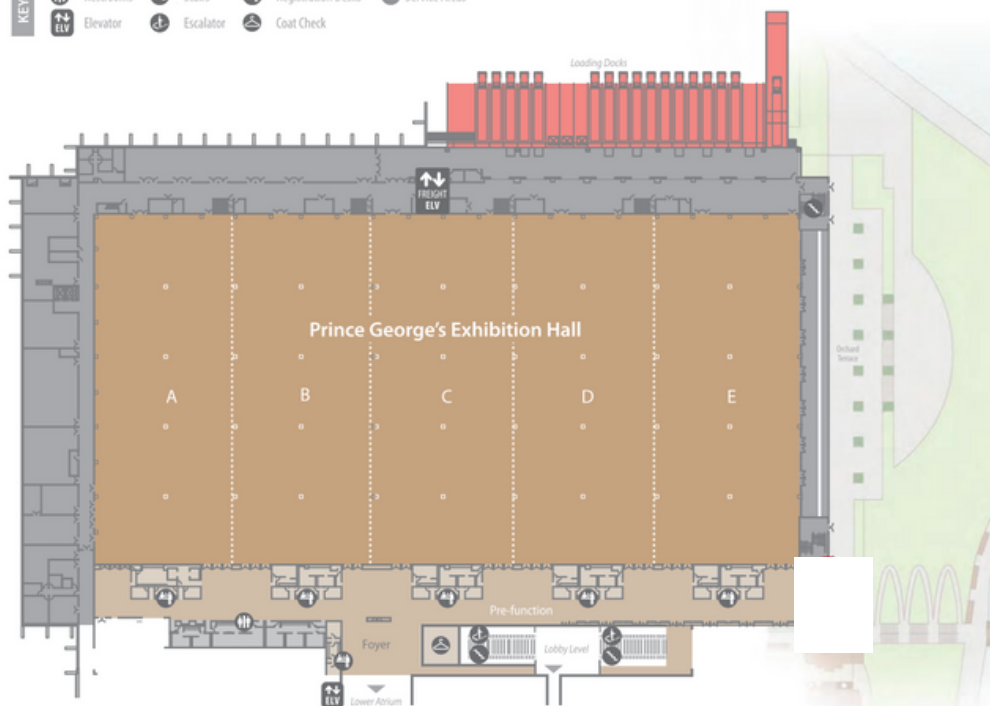 KEY
ELV
Elevator
Escalator
Coat Check
Loading Docks
FREIGHT
ELV
Prince George's Exhibition Hall
A
B
C
D
E
Orchard
Terrace
Pre-function
Foyer
Lobby Level
ELV
Lower Atrium